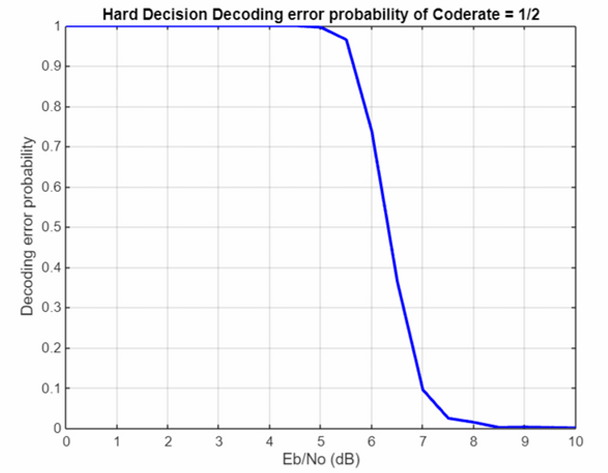 Hard Decision Decoding error probability of Coderate = 1/2
1
0.9
0.8
0.7
0.6
0.5
0.4
0.3
0.2
0.1
0
Decoding error probability
0 1 2 3 4 5 6 7 8 9 10
Eb/No (dB)